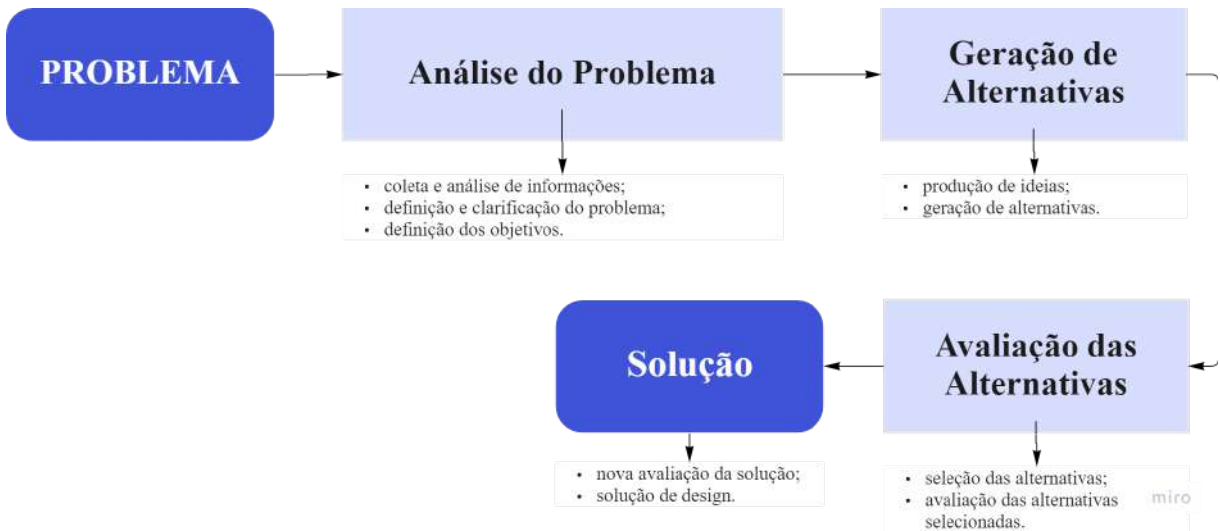 PROBLEMA
Análise do Problema
Geração de
Alternativas
• coleta e análise de informações;
• definição e clarificação do problema;
• definição dos objetivos.
• produção de ideias;
• geração de alternativas.
Solução
Avaliação das
Alternativas
• nova avaliação da solução;
• solução de design.
• seleção das alternativas;
• avaliação das alternativas
selecionadas.
miro